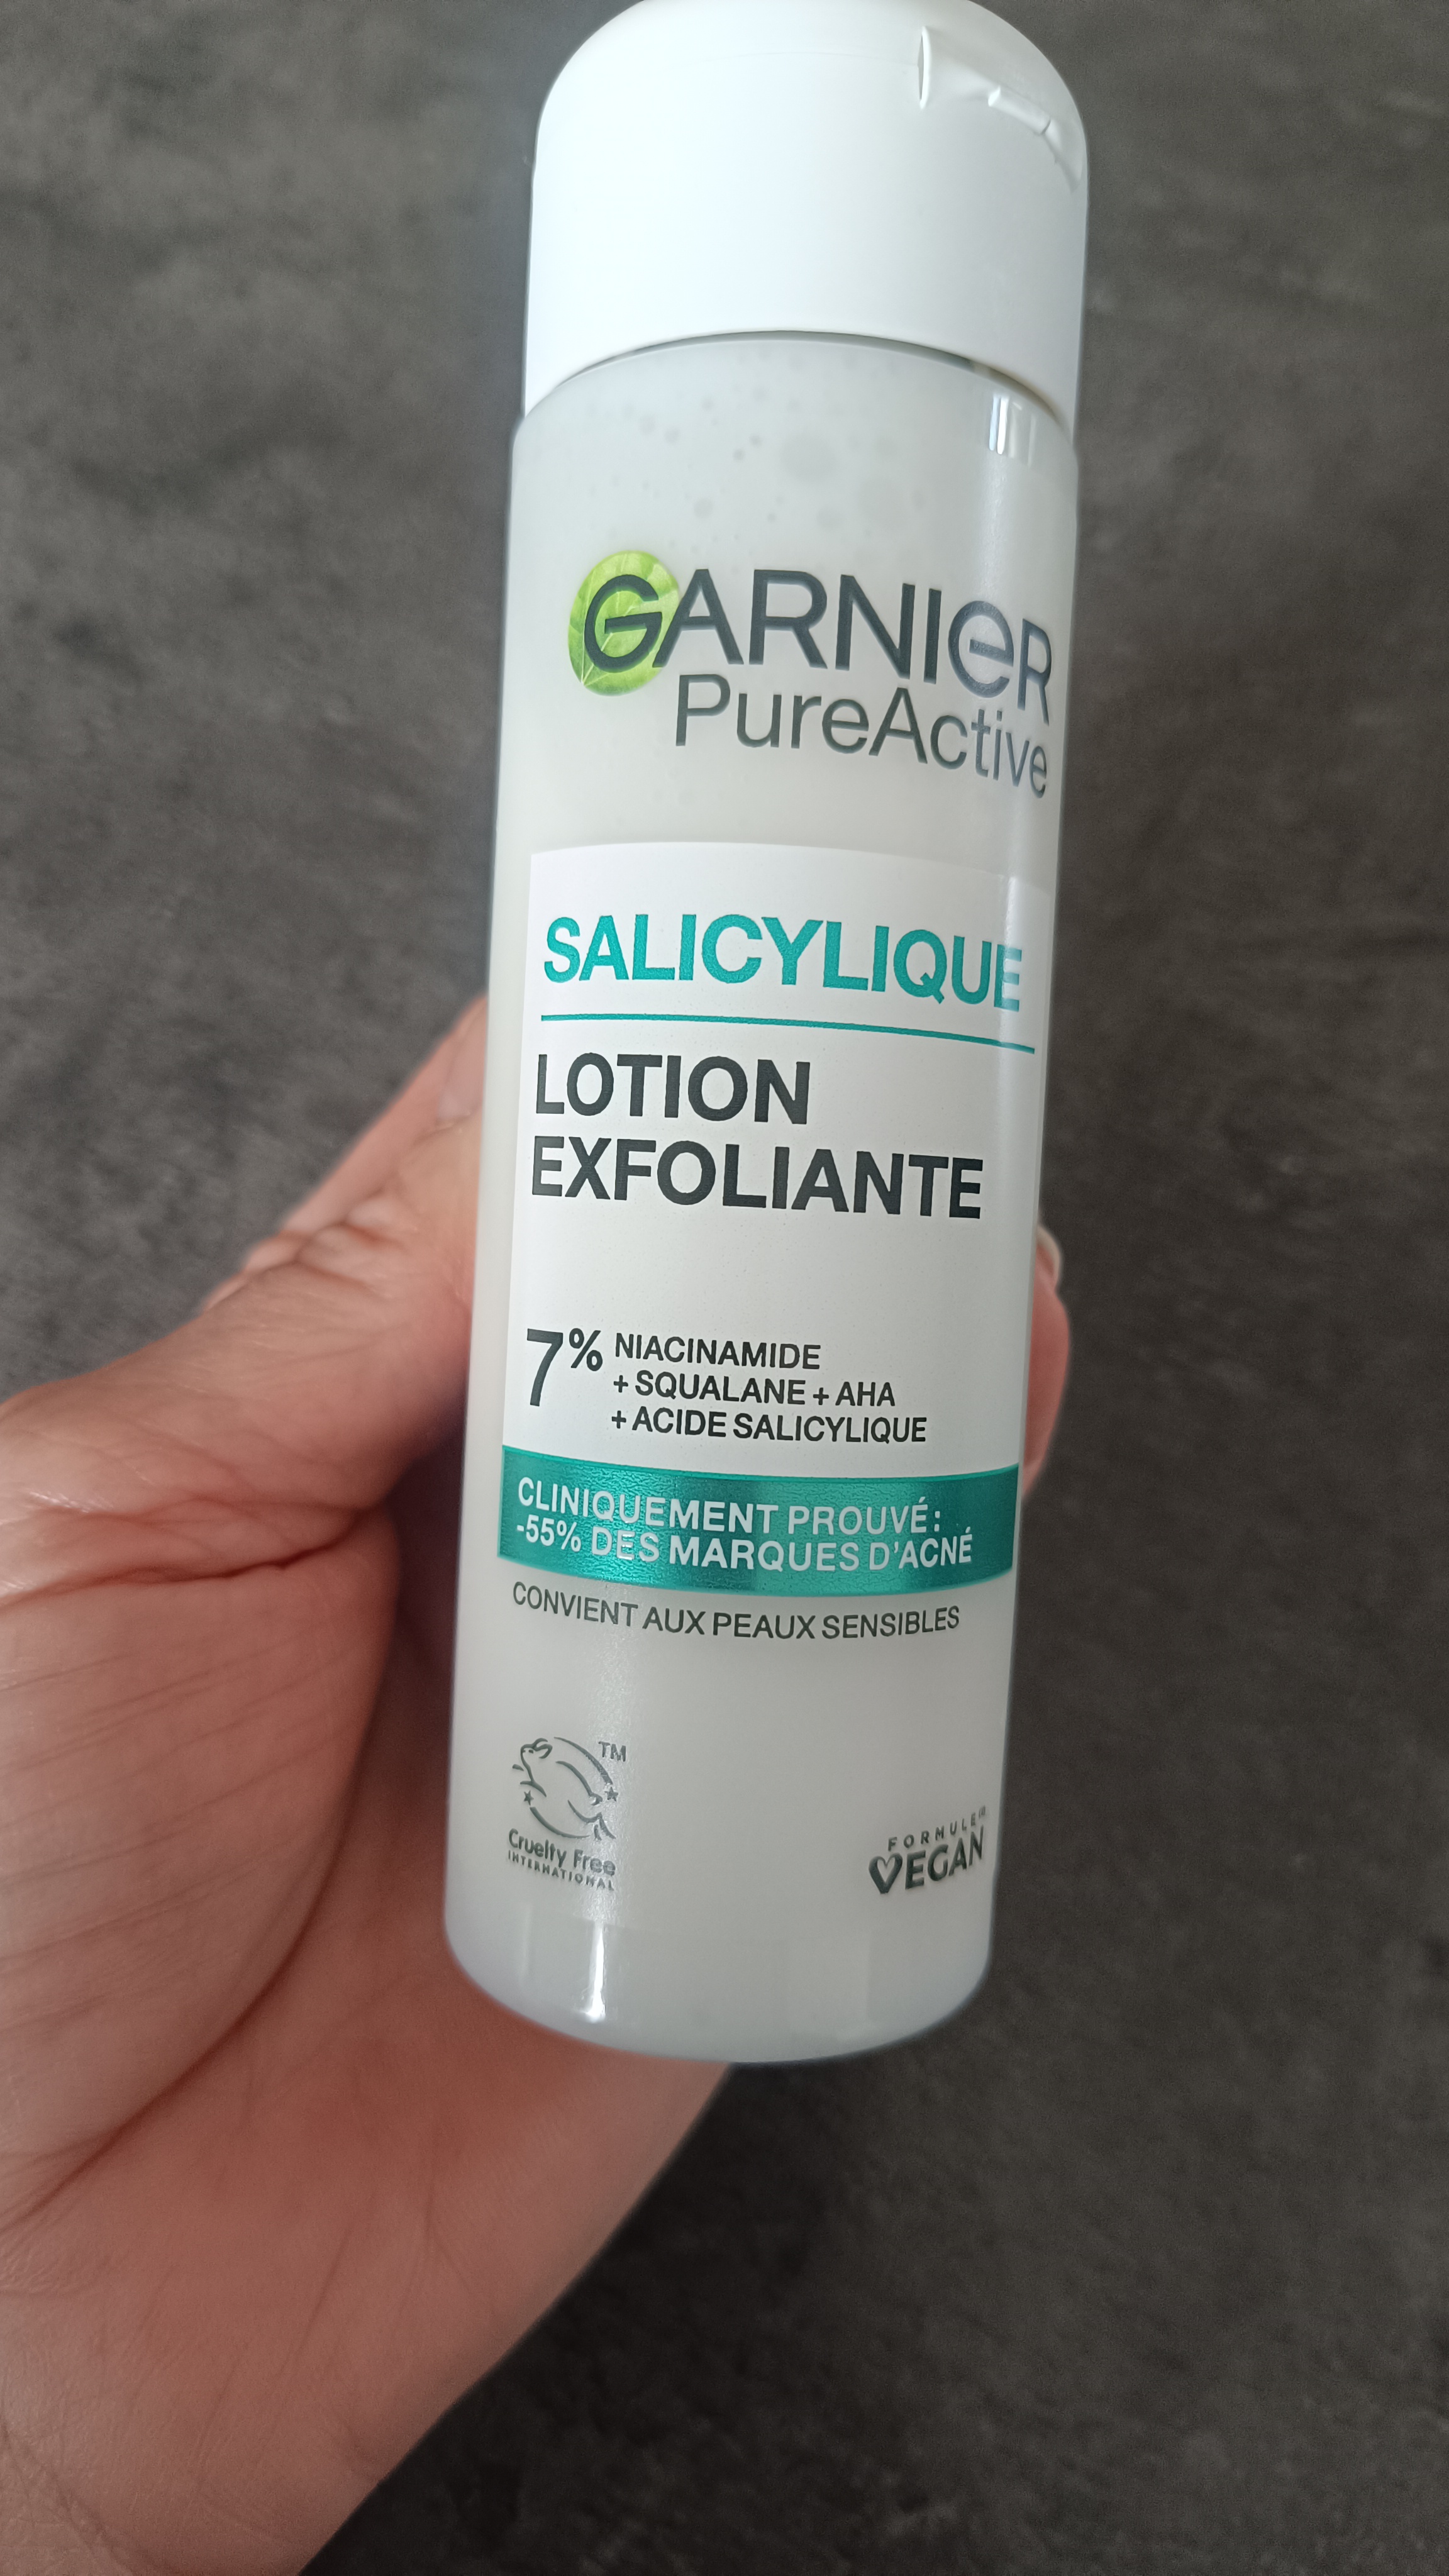 GARNIER
PureActive
SALICYLIQUE
LOTION
EXFOLIANTE
7% NIACINAMIDE
+ SQUALANE + AHA
+ ACIDE SALICYLIQUE
CLINIQUEMENT PROUVÉ:
-55% DES MARQUES D'ACNÉ
CONVIENT AUX PEAUX SENSIBLES
TM
Cruelty Free
INTERNATIONAL
FORMULE
VEGAN